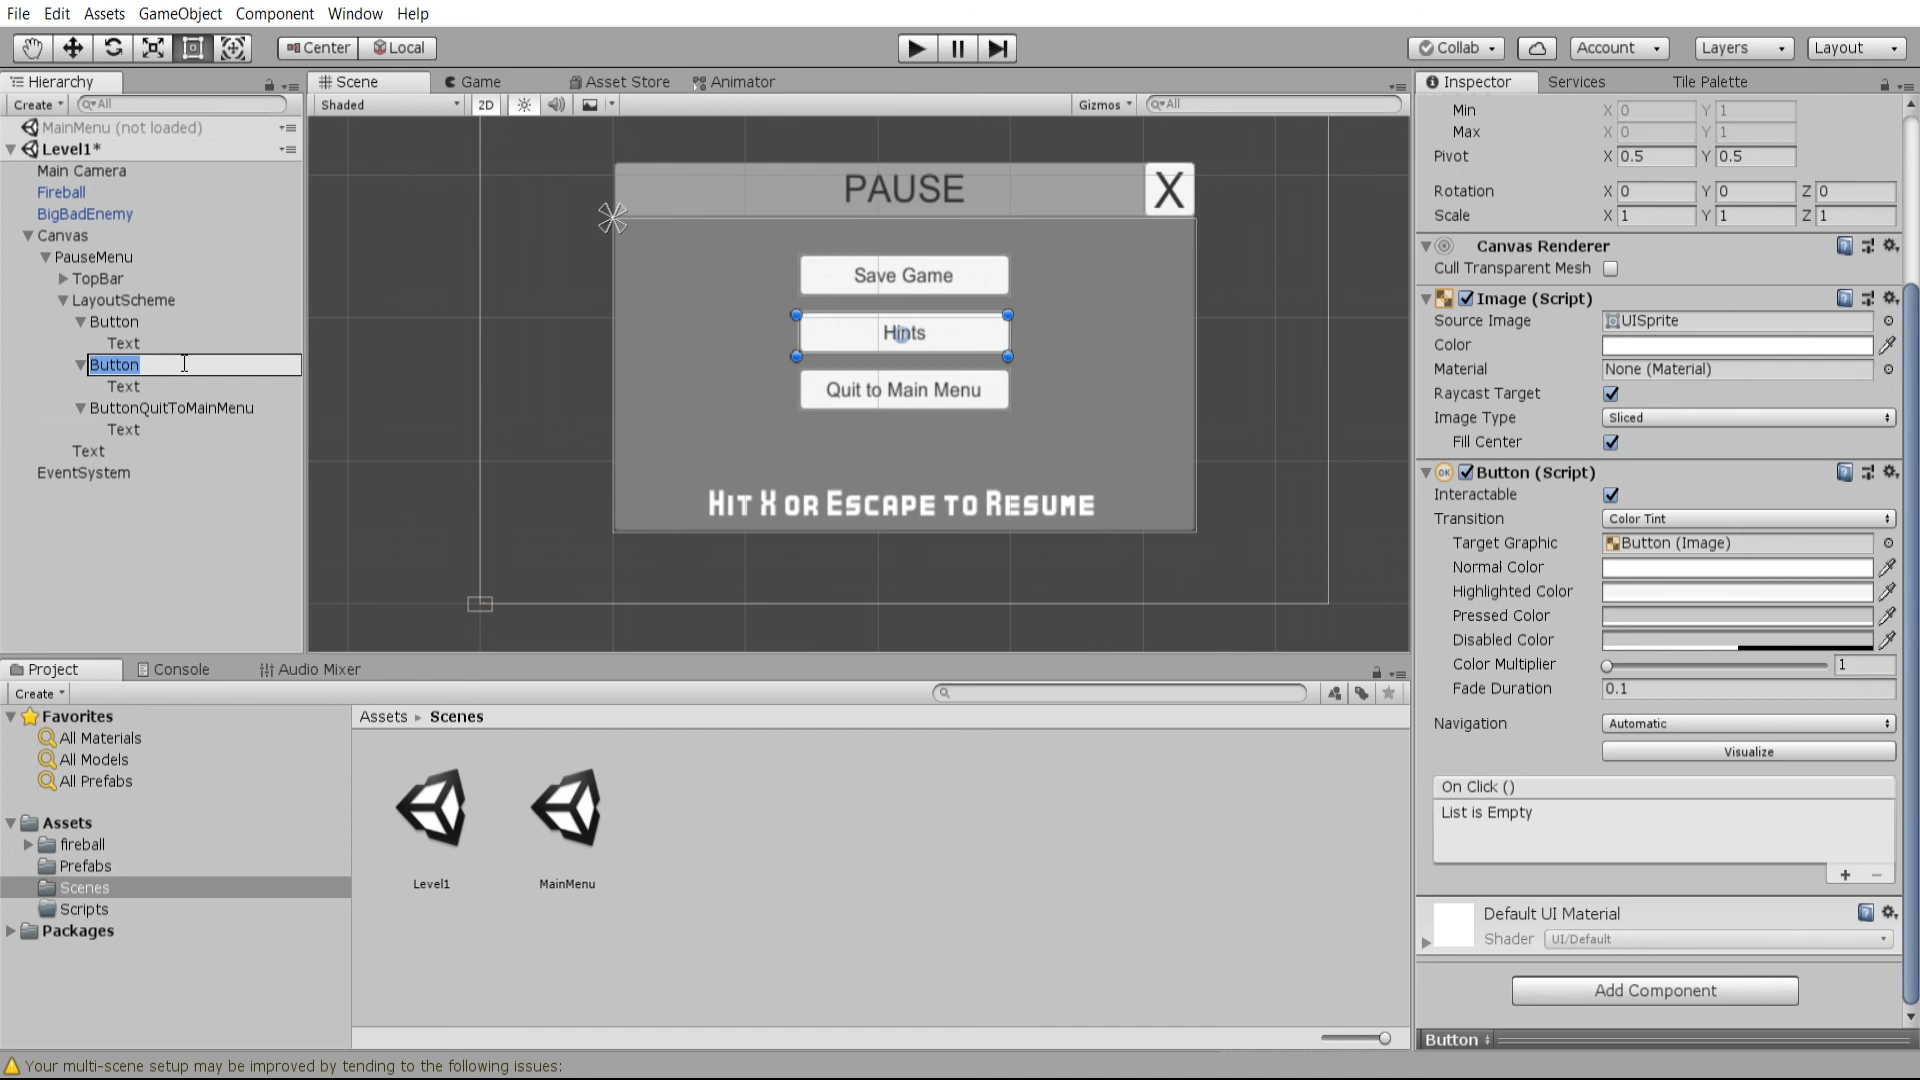 File Edit Assets GameObject Component Window Help
Center Local Collab Account Layers Layout
Hierarchy
Create All
MainMenu (not loaded)
Level1*
Main Camera
Fireball
BigBadEnemy
Canvas
PauseMenu
TopBar
LayoutScheme
Button
Text
Button
Text
ButtonQuitToMainMenu
Text
Text
EventSystem
Scene Game Asset Store Animator
Shaded 2D Gizmos All
PAUSE X
Save Game
Hints
Quit to Main Menu
Hit X or Escape to Resume
Inspector Services Tile Palette
Min X 0 Y 1
Max X 0 Y 1
Pivot X 0.5 Y 0.5
Rotation X 0 Y 0 Z 0
Scale X 1 Y 1 Z 1
Canvas Renderer
Cull Transparent Mesh
Image (Script)
Source Image UISprite
Color
Material None (Material)
Raycast Target
Image Type Sliced
Fill Center
OK Button (Script)
Interactable
Transition Color Tint
Target Graphic Button (Image)
Normal Color
Highlighted Color
Pressed Color
Disabled Color
Color Multiplier 1
Fade Duration 0.1
Navigation Automatic
Visualize
On Click ()
List is Empty
+ −
Default UI Material
Shader UI/Default
Add Component
Button
Project Console Audio Mixer
Create
Favorites
All Materials
All Models
All Prefabs
Assets
fireball
Prefabs
Scenes
Scripts
Packages
Assets Scenes
Level1 MainMenu
Your multi-scene setup may be improved by tending to the following issues: